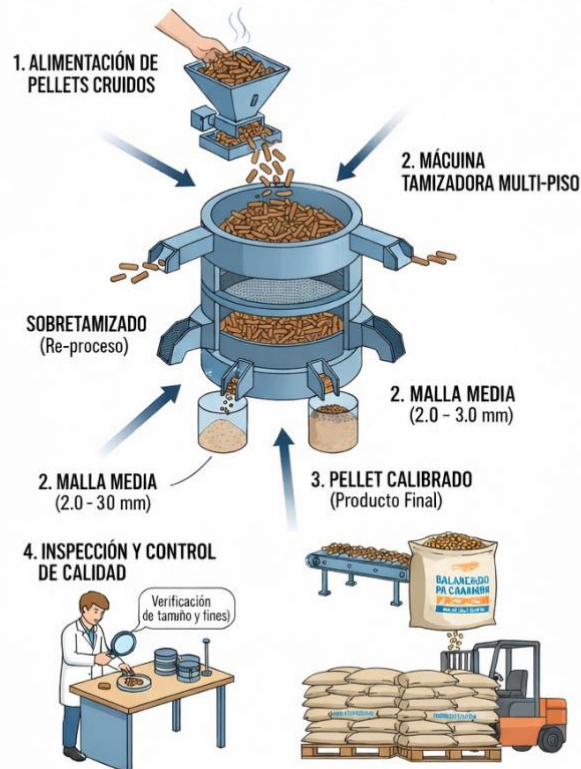 1. ALIMENTACIÓN DE
PELLETS CRUIDOS
2. MÁCUINA
TAMIZADORA MULTI-PISO
SOBRETAMIZADO
(Re-proceso)
2. MALLA MEDIA
(2.0 - 3.0 mm)
2. MALLA MEDIA
(2.0 - 30 mm)
3. PELLET CALIBRADO
(Producto Final)
4. INSPECCIÓN Y CONTROL
DE CALIDAD
Verificación
de tamuño y fines)